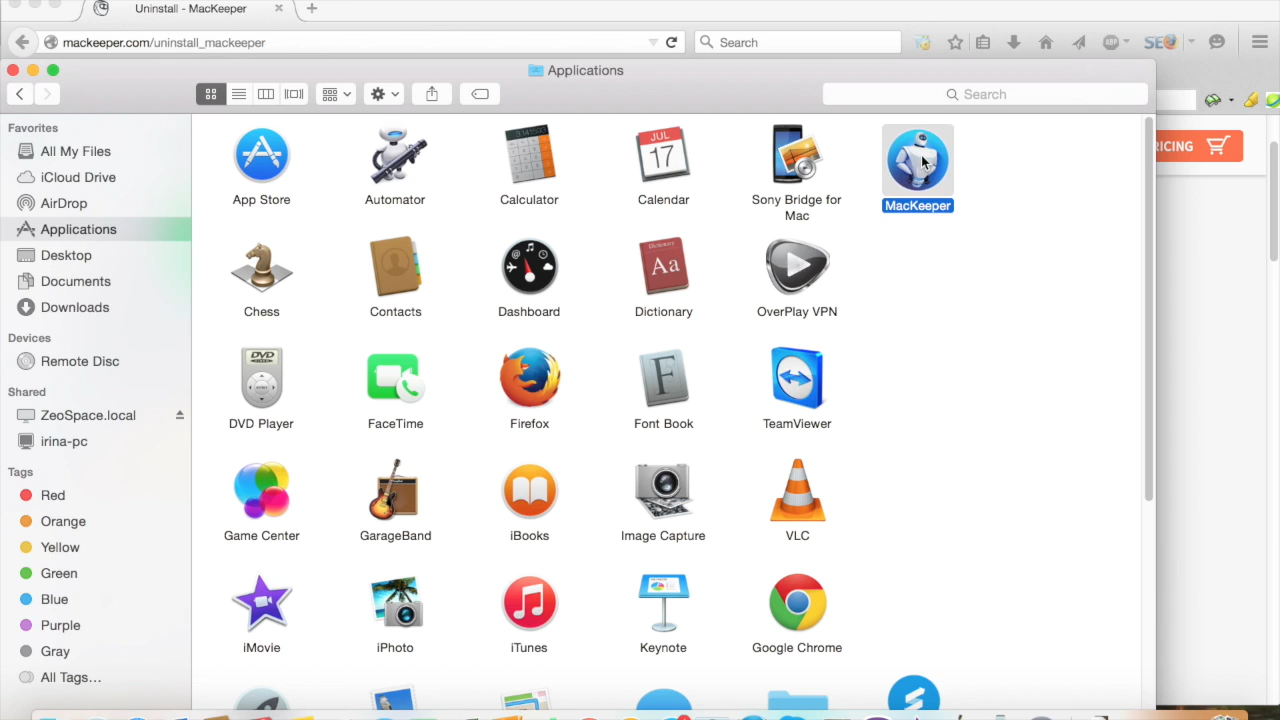 Uninstall - MacKeeper
mackeeper.com/uninstall_mackeeper
Search
ABP
SEO
Applications
Search
Favorites
All My Files
iCloud Drive
AirDrop
Applications
Desktop
Documents
Downloads
Devices
Remote Disc
Shared
ZeoSpace.local
irina-pc
Tags
Red
Orange
Yellow
Green
Blue
Purple
Gray
All Tags...
App Store
Automator
Calculator
JUL
17
Calendar
Sony Bridge for
Mac
MacKeeper
RICING
Chess
Contacts
Dashboard
Dictionary
Aa
Dictionary
OverPlay VPN
DVD
DVD Player
FaceTime
Firefox
F
Font Book
TeamViewer
Game Center
GarageBand
iBooks
Image Capture
VLC
iMovie
iPhoto
iTunes
Keynote
Google Chrome